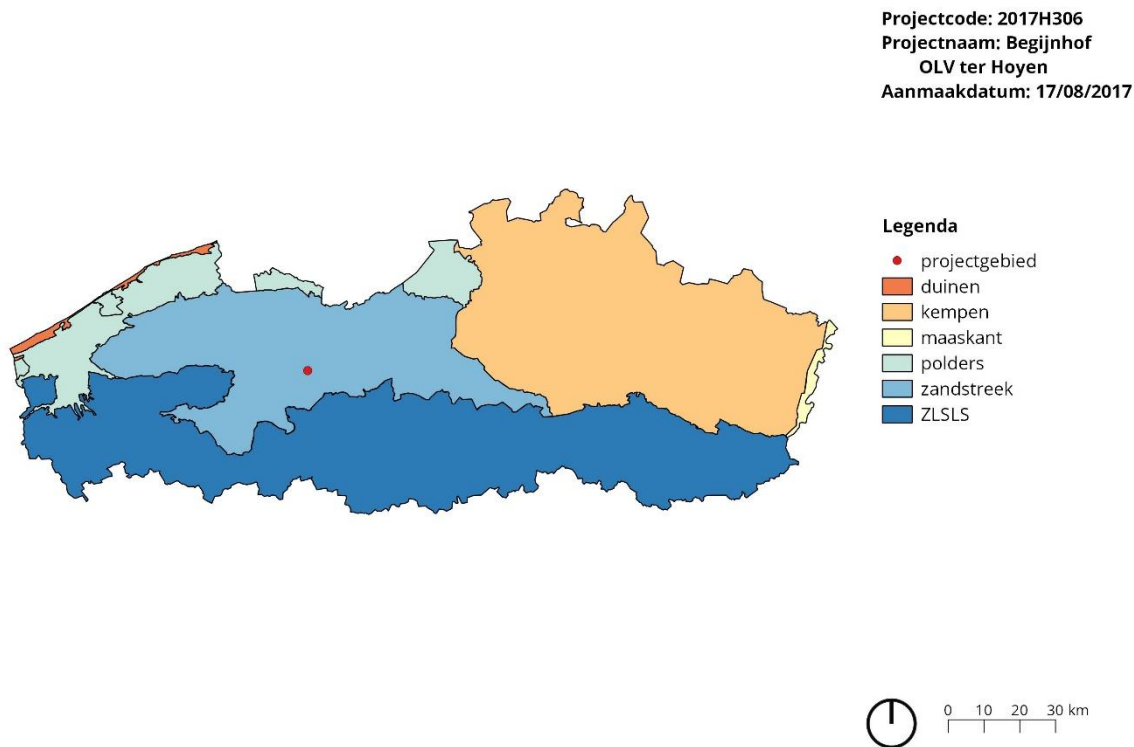 Projectcode: 2017H306
Projectnaam: Begijnhof
OLV ter Hoyen
Aanmaakdatum: 17/08/2017
Legenda
projectgebied
duinen
kempen
maaskant
polders
zandstreek
ZLSLS
0 10 20 30 km